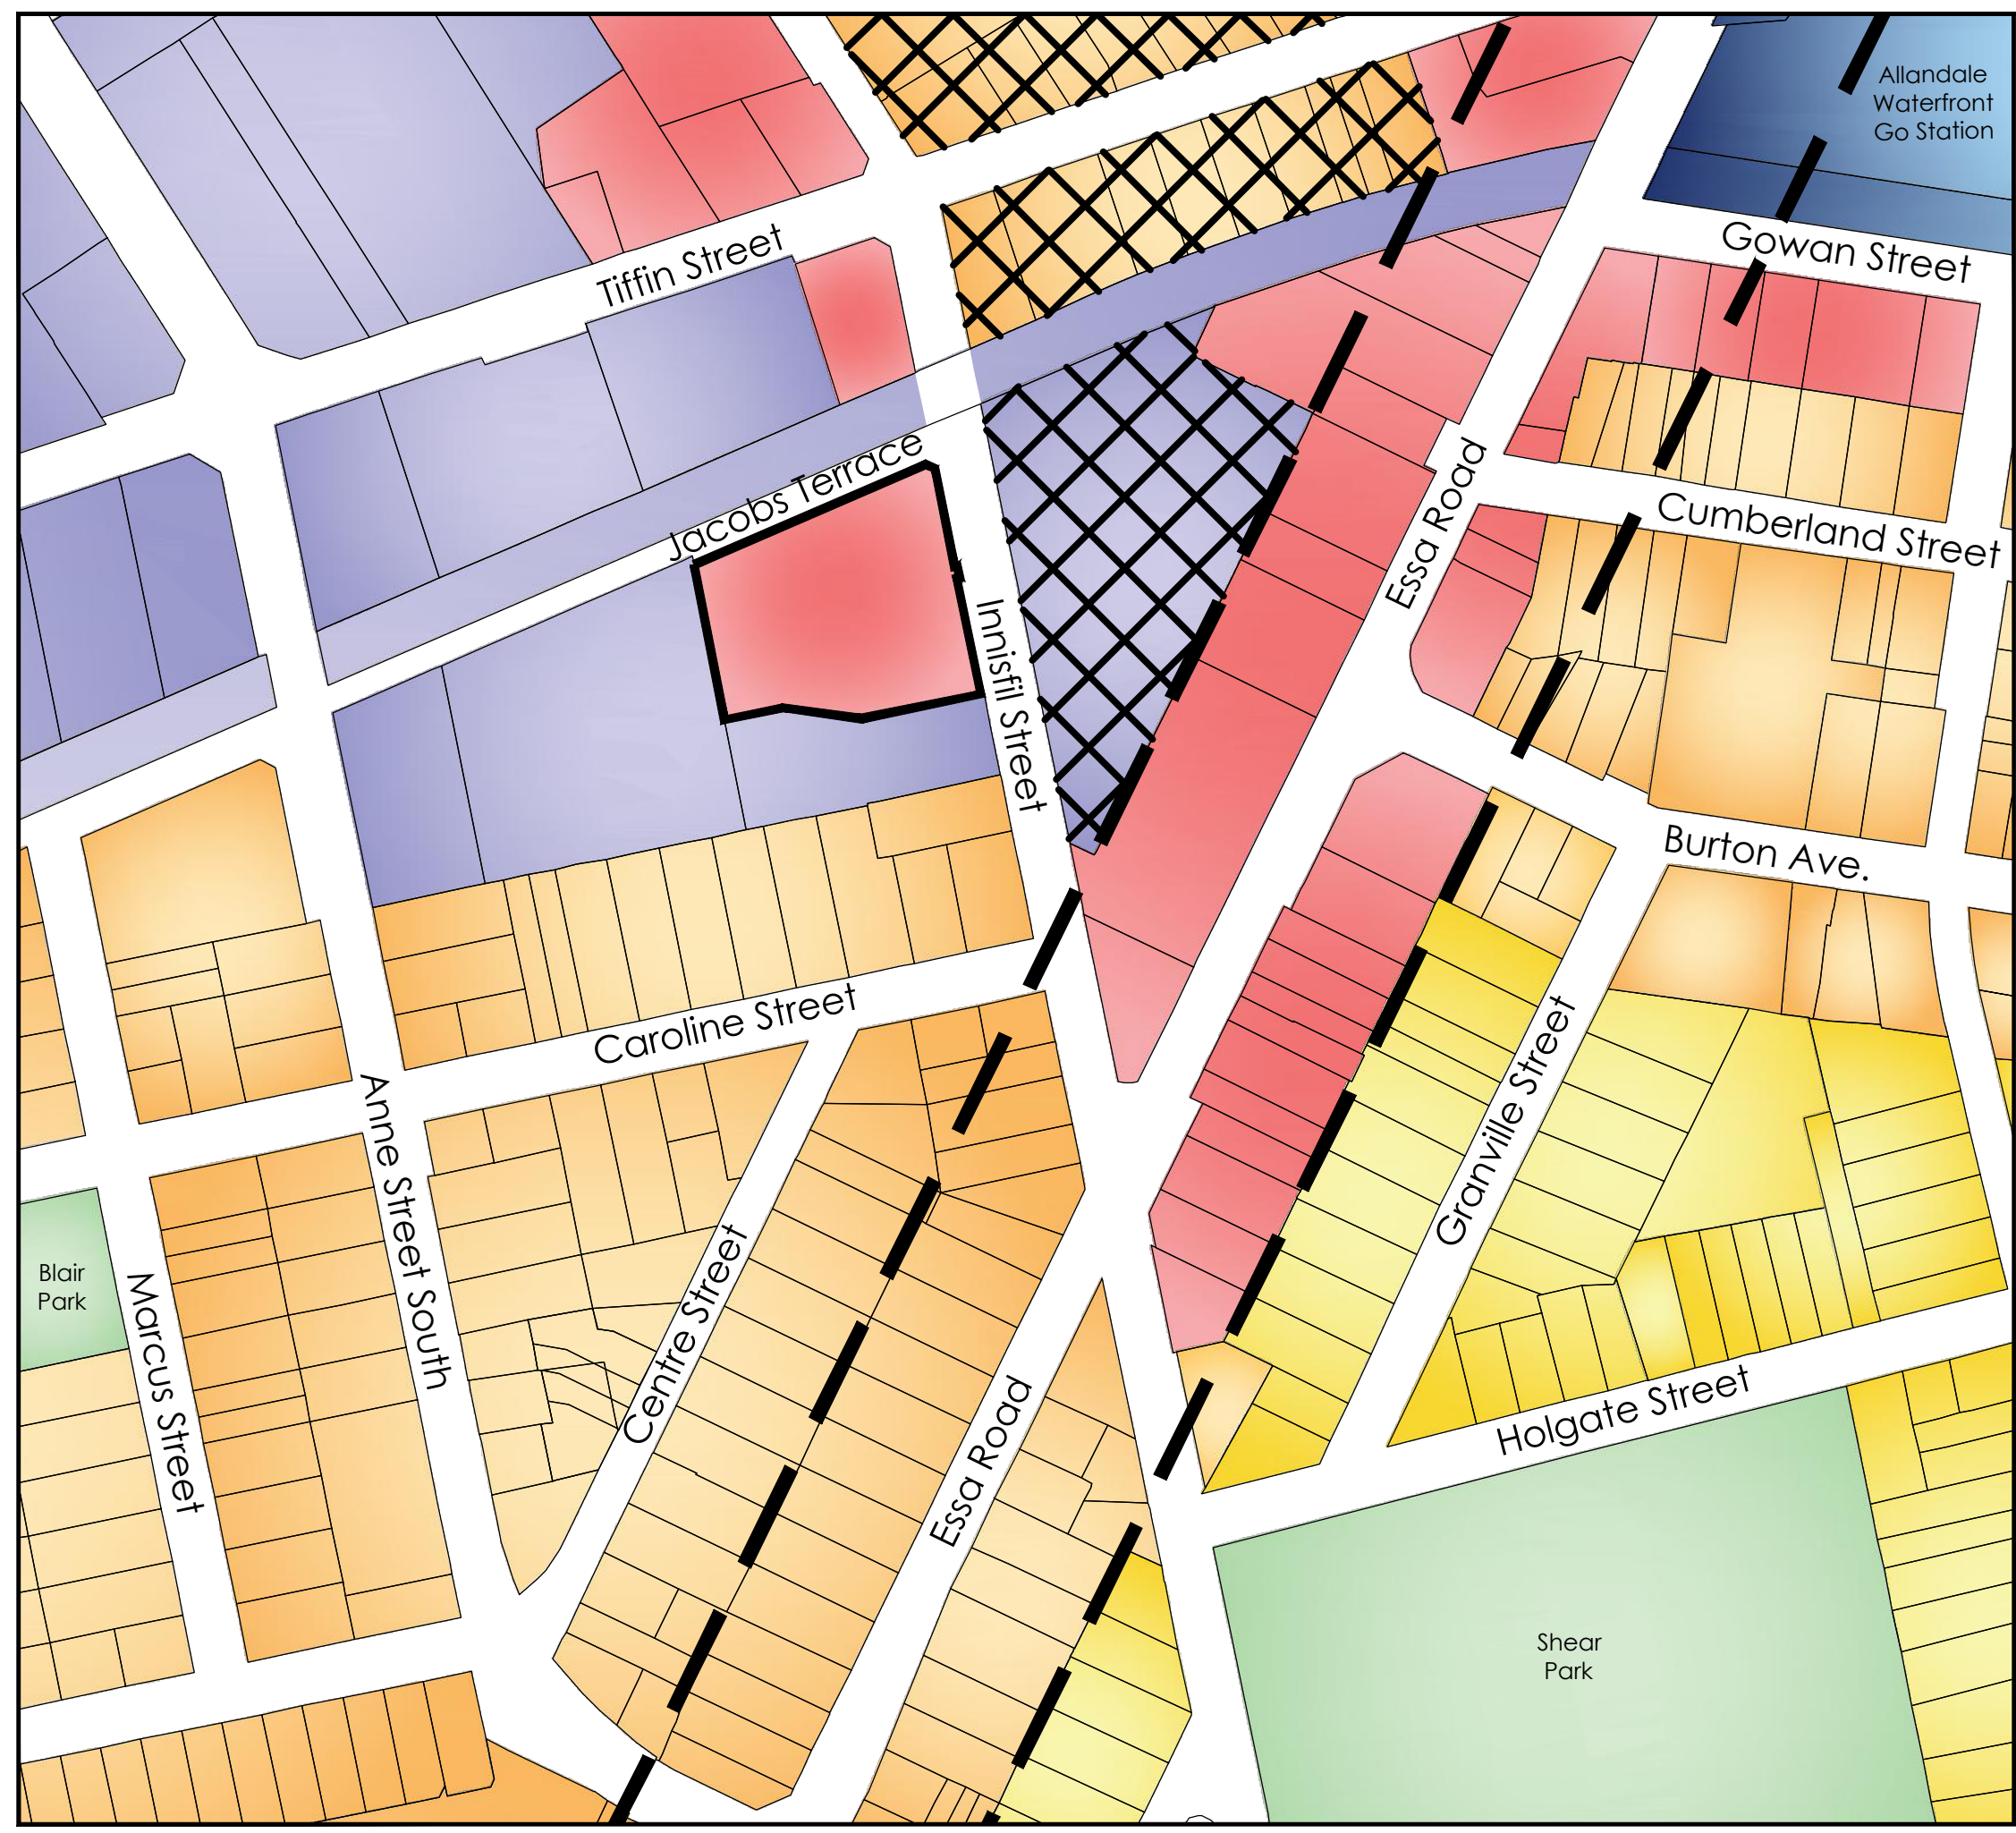 Allandale
Waterfront
Go Station
Gowan Street
Tiffin Street
Cumberland Street
Jacobs Terrace
Essa Road
Innisfil Street
Burton Ave.
Caroline Street
Granville Street
Anne Street South
Centre Street
Blair
Park
Marcus Street
Essa Road
Holgate Street
Shear
Park